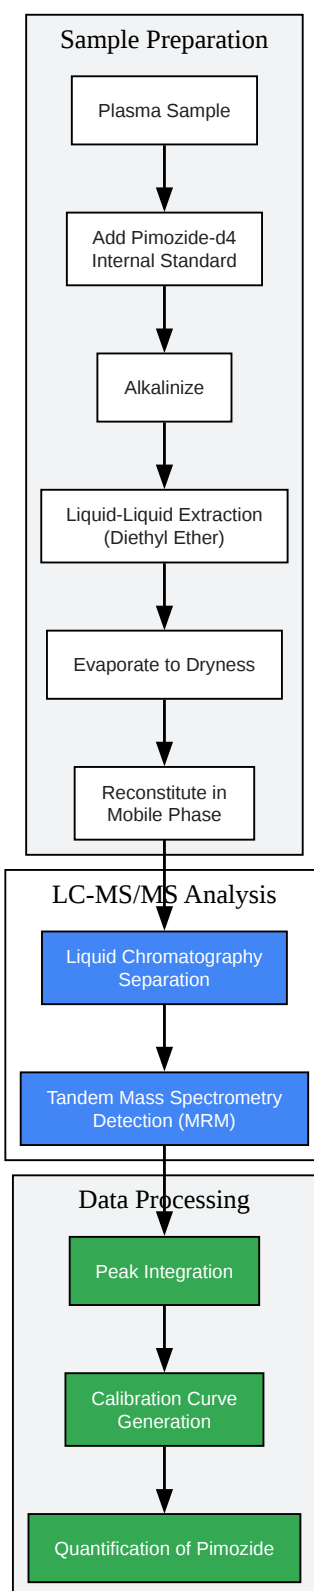 Sample Preparation
Plasma Sample
Add Pimozide-d4
Internal Standard
Alkalinize
Liquid-Liquid Extraction
(Diethyl Ether)
Evaporate to Dryness
Reconstitute in
Mobile Phase
LC-MS/MS Analysis
Liquid Chromatography
Separation
Tandem Mass Spectrometry
Detection (MRM)
Data Processing
Peak Integration
Calibration Curve
Generation
Quantification of Pimozide